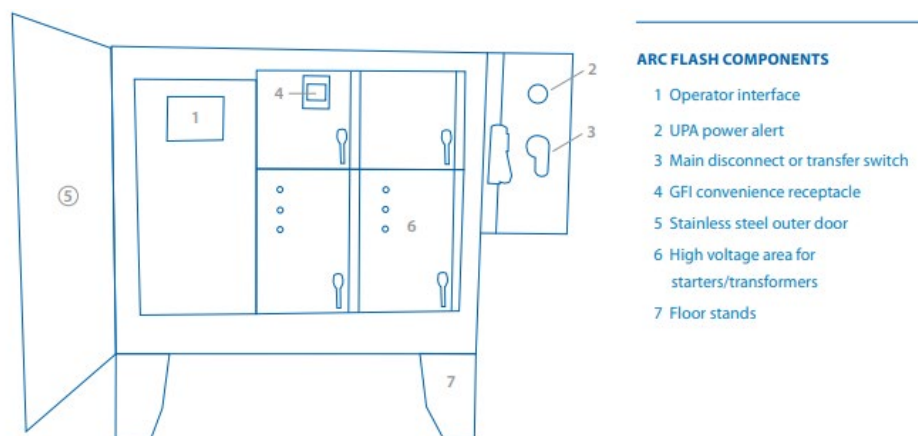 ARC FLASH COMPONENTS
1 Operator interface
2 UPA power alert
3 Main disconnect or transfer switch
4 GFI convenience receptacle
5 Stainless steel outer door
6 High voltage area for
starters/transformers
7 Floor stands
1
2
3
4
5
6
7